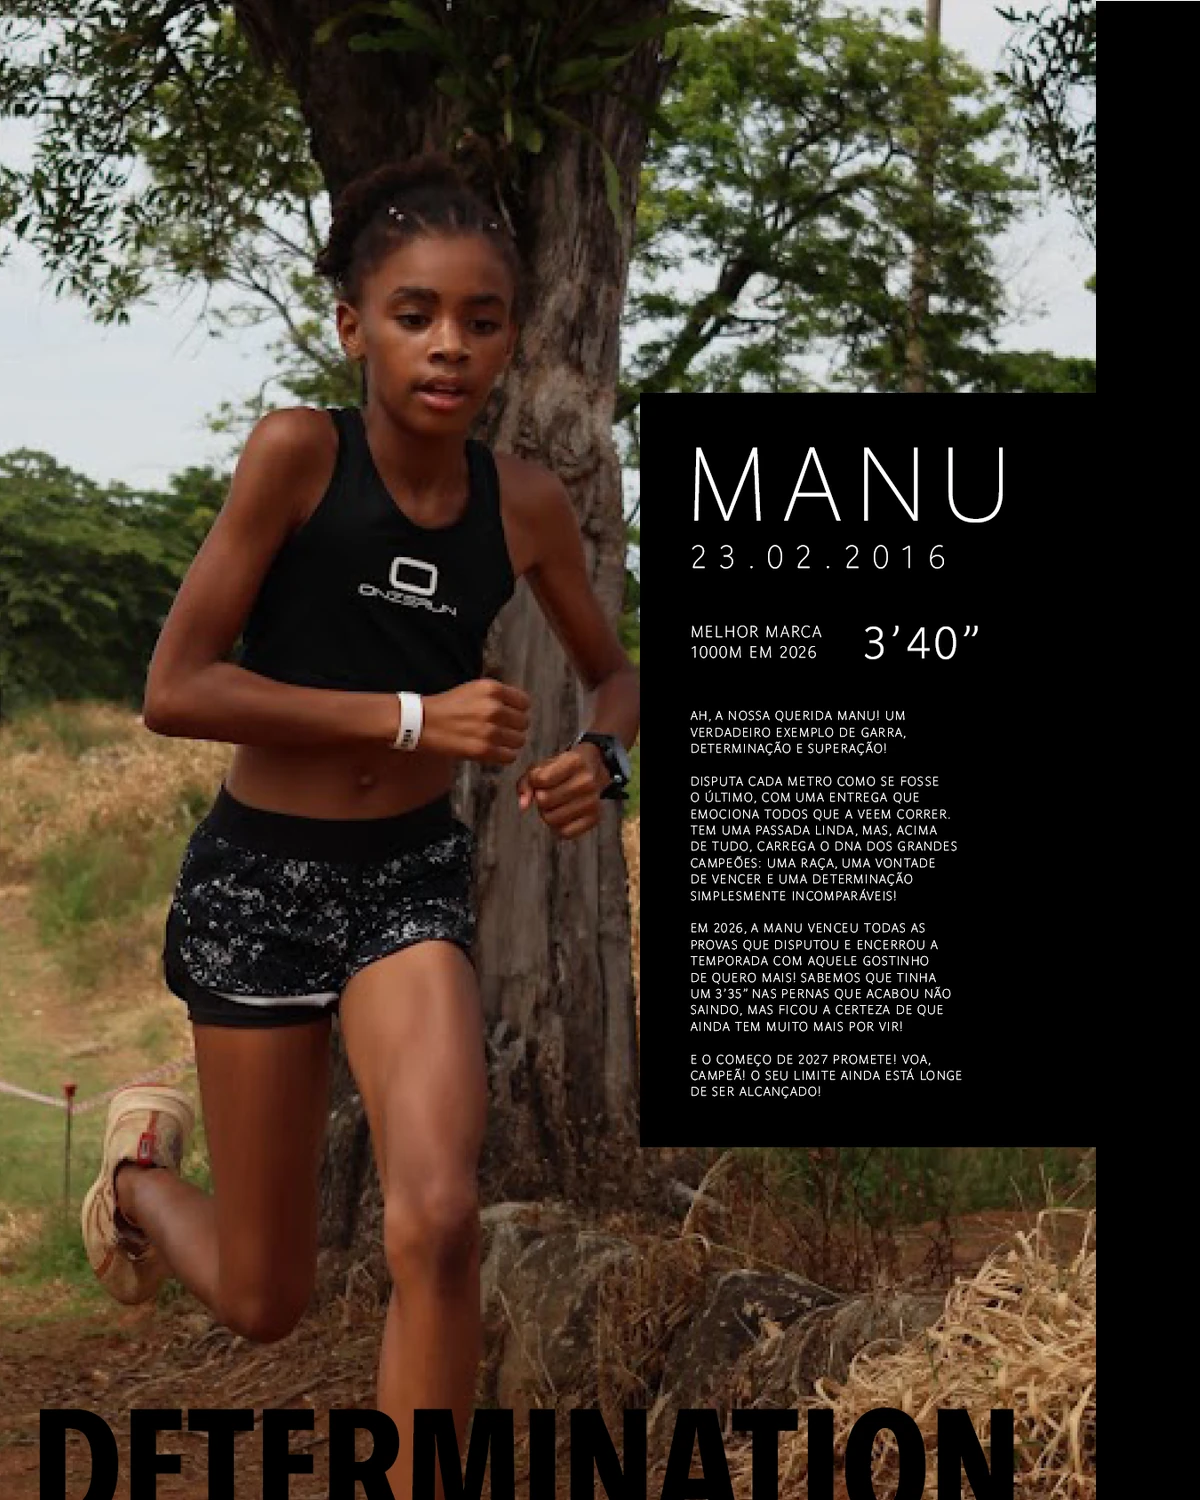 ONZERUN
MANU
23.02.2016
MELHOR MARCA
1000M EM 2026
3’40”
AH, A NOSSA QUERIDA MANU! UM
VERDADEIRO EXEMPLO DE GARRA,
DETERMINAÇÃO E SUPERAÇÃO!
DISPUTA CADA METRO COMO SE FOSSE
O ÚLTIMO, COM UMA ENTREGA QUE
EMOCIONA TODOS QUE A VEEM CORRER.
TEM UMA PASSADA LINDA, MAS, ACIMA
DE TUDO, CARREGA O DNA DOS GRANDES
CAMPEÕES: UMA RAÇA, UMA VONTADE
DE VENCER E UMA DETERMINAÇÃO
SIMPLESMENTE INCOMPARÁVEIS!
EM 2026, A MANU VENCEU TODAS AS
PROVAS QUE DISPUTOU E ENCERROU A
TEMPORADA COM AQUELE GOSTINHO
DE QUERO MAIS! SABEMOS QUE TINHA
UM 3’35” NAS PERNAS QUE ACABOU NÃO
SAINDO, MAS FICOU A CERTEZA DE QUE
AINDA TEM MUITO MAIS POR VIR!
E O COMEÇO DE 2027 PROMETE! VOA,
CAMPEÃ! O SEU LIMITE AINDA ESTÁ LONGE
DE SER ALCANÇADO!
DETERMINATION